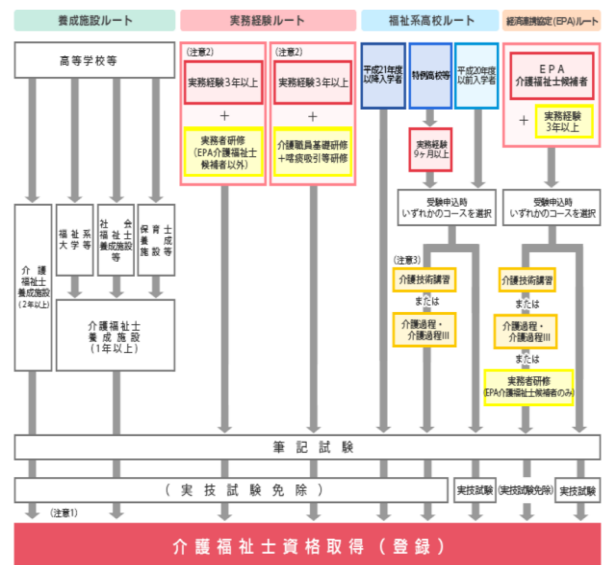 養成施設ルート
実務経験ルート
福祉系高校ルート
経済連携協定(EPA)ルート
高等学校等
(注意2)
実務経験3年以上
+
実務者研修
(EPA介護福祉士
候補者以外)
(注意2)
実務経験3年以上
+
介護職員基礎研修
+喀痰吸引等研修
平成21年度
以降入学者
特例高校等
平成20年度
以前入学者
実務経験
9ヶ月以上
EPA
介護福祉士候補者
+
実務経験
3年以上
受験申込時
いずれかのコースを選択
受験申込時
いずれかのコースを選択
介護
福祉士
養成施設
(2年以上)
福祉系
大学等
社会
福祉士
養成施設
等
保育士
養成
施設等
介護福祉士
養成施設
(1年以上)
(注意3)
介護技術講習
または
介護過程・
介護過程III
介護技術講習
または
介護過程・
介護過程III
または
実務者研修
(EPA介護福祉士候補者のみ)
筆記試験
(実技試験免除)
実技試験
(実技試験免除)
実技試験
(注意1)
介護福祉士資格取得(登録)